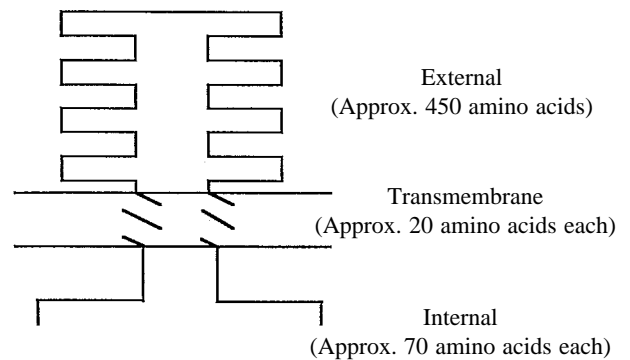 External
(Approx. 450 amino acids)
Transmembrane
(Approx. 20 amino acids each)
Internal
(Approx. 70 amino acids each)